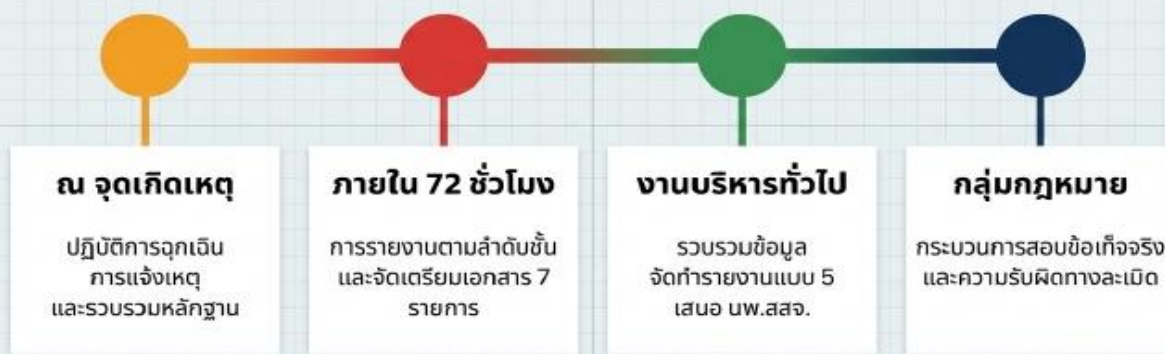 ณ จุดเกิดเหตุ
ปฏิบัติการฉุกเฉิน
การแจ้งเหตุ
และรวบรวมหลักฐาน
ภายใน 72 ชั่วโมง
การรายงานตามลำดับชั้น
และจัดเตรียมเอกสาร 7
รายการ
งานบริหารทั่วไป
รวบรวมข้อมูล
จัดทำรายงานแบบ 5
เสนอ นพ.สสจ.
กลุ่มกฎหมาย
กระบวนการสอบข้อเท็จจริง
และความรับผิดทางละเมิด